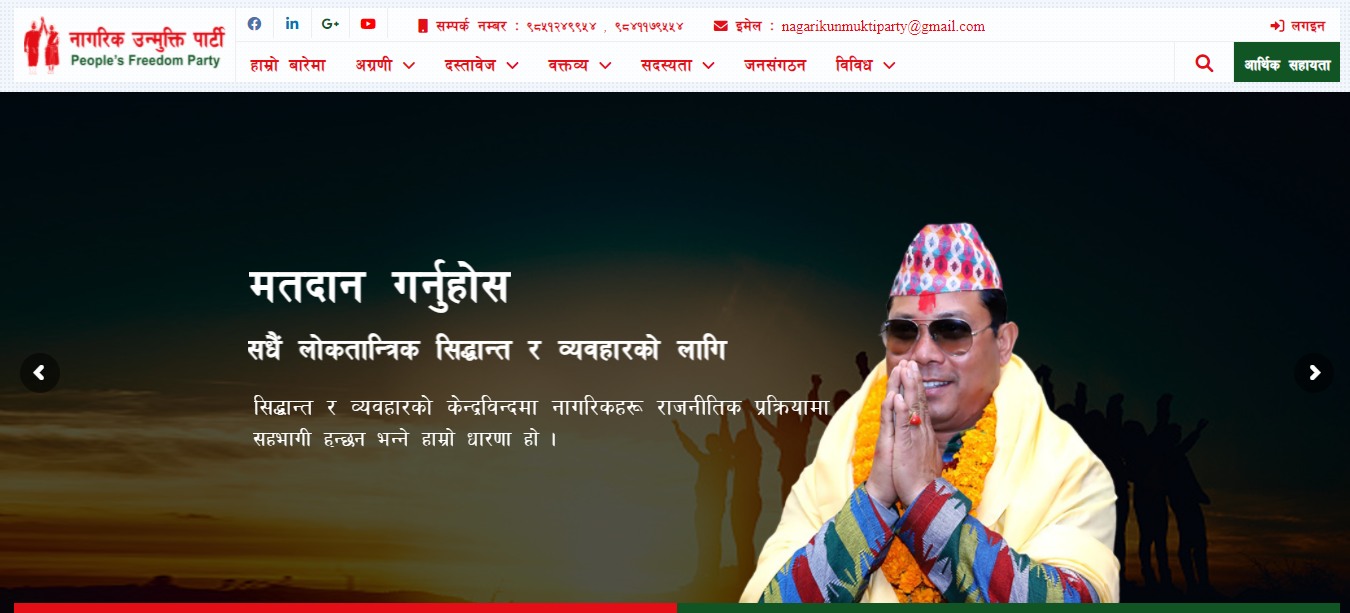 नागरिक उन्मुक्ति पार्टी
People's Freedom Party
in
G+
सम्पर्क नम्बर : ९८५१२४९९५४ , ९८४११७९५५४
इमेल : nagarikunmuktiparty@gmail.com
लगइन
हाम्रो बारेमा
अग्रणी
दस्तावेज
वक्तव्य
सदस्यता
जनसंगठन
विविध
आर्थिक सहायता
मतदान गर्नुहोस
सधैं लोकतान्त्रिक सिद्धान्त र व्यवहारको लागि
सिद्धान्त र व्यवहारको केन्द्रविन्दमा नागरिकहरू राजनीतिक प्रक्रियामा
सहभागी हन्छन भन्ने हाम्रो धारणा हो ।